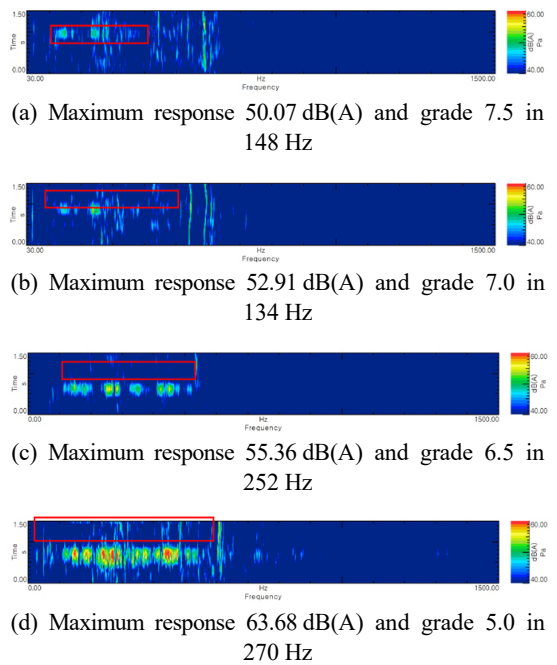 1.50
60.00
Time
s
dB(A)
Pa
0.00
40.00
30.00
Hz
1500.00
Frequency
(a) Maximum response 50.07 dB(A) and grade 7.5 in
148 Hz
1.50
60.00
Time
s
dB(A)
Pa
0.00
40.00
30.00
Hz
1500.00
Frequency
(b) Maximum response 52.91 dB(A) and grade 7.0 in
134 Hz
1.50
60.00
Time
s
dB(A)
Pa
0.00
40.00
0.00
Hz
1500.00
Frequency
(c) Maximum response 55.36 dB(A) and grade 6.5 in
252 Hz
1.50
60.00
Time
s
dB(A)
Pa
0.00
40.00
0.00
Hz
1500.00
Frequency
(d) Maximum response 63.68 dB(A) and grade 5.0 in
270 Hz